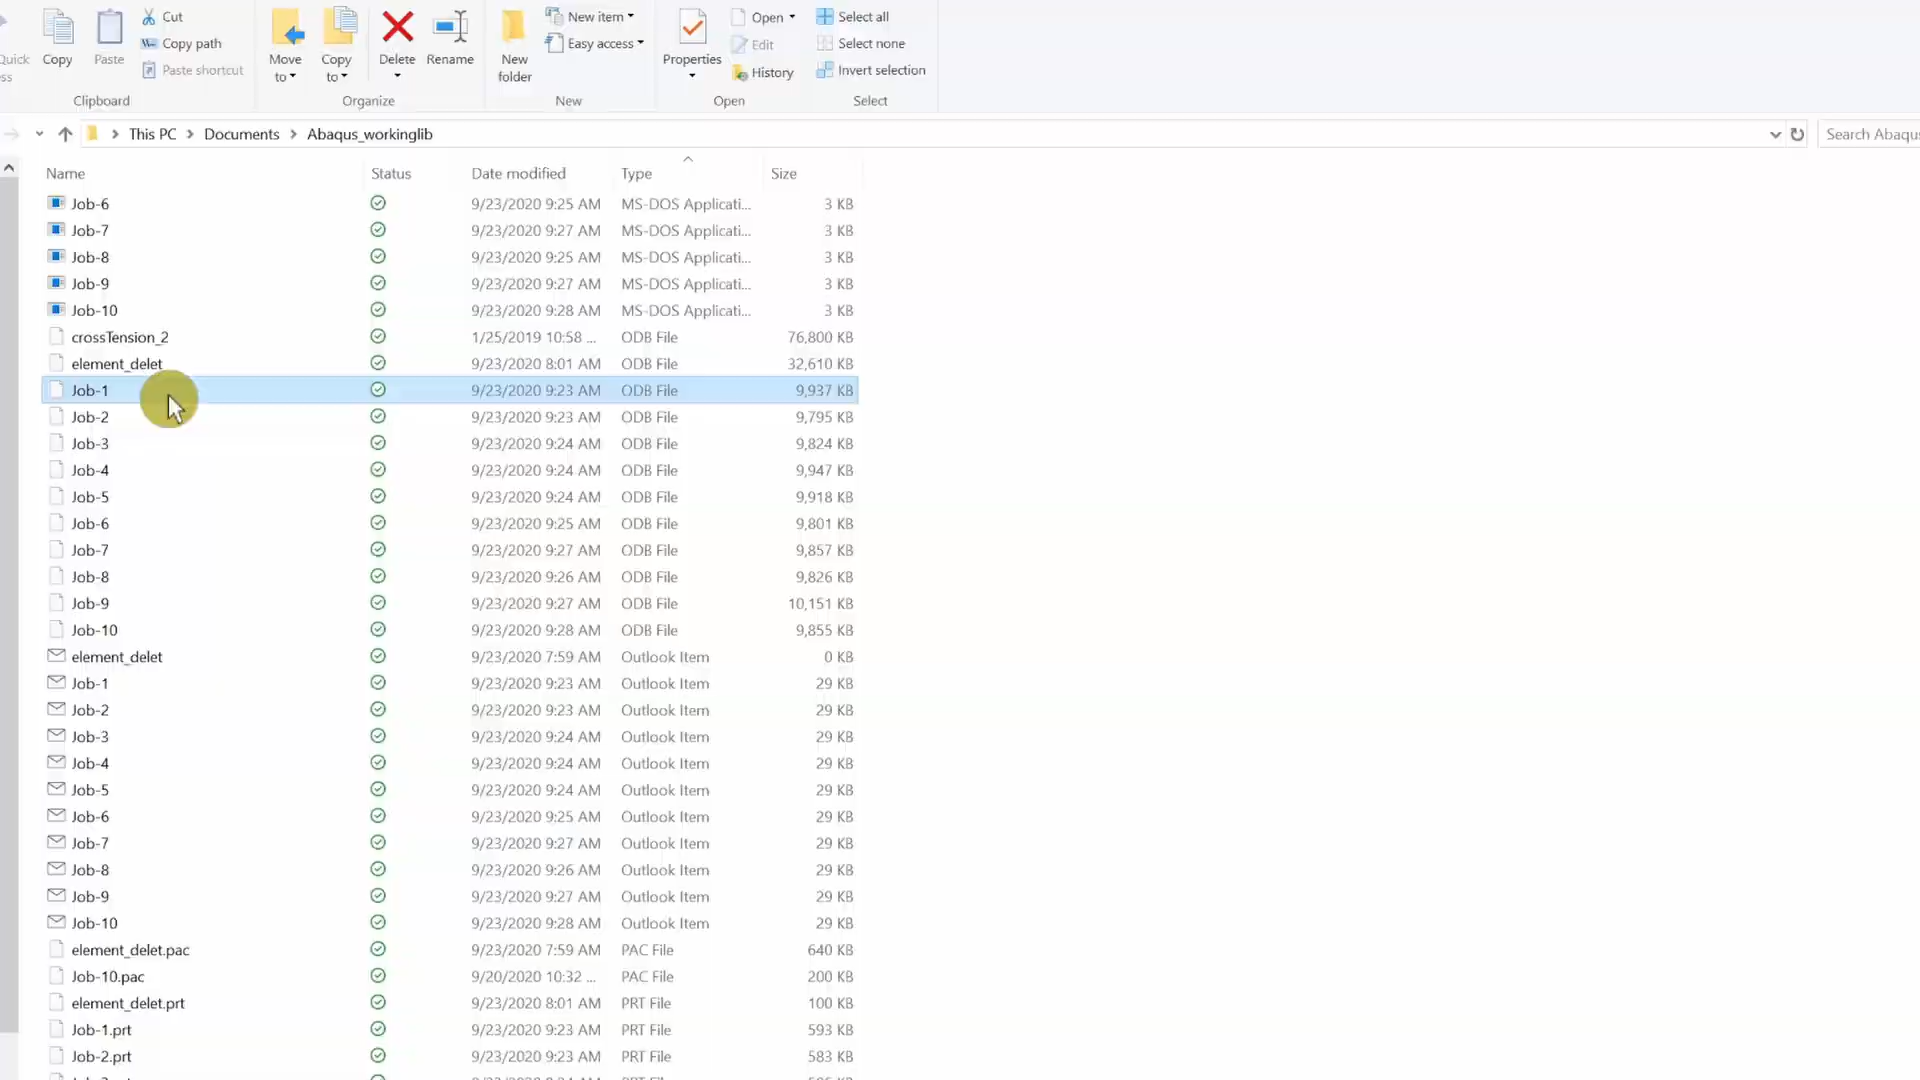 Quick
ss
Copy
Paste
Cut
Copy path
Paste shortcut
Clipboard
Move to
Copy to
Delete
Rename
Organize
New folder
New item
Easy access
New
Properties
Open
Edit
History
Open
Select all
Select none
Invert selection
Select
This PC > Documents > Abaqus_workinglib
Search Abaqus
Name Status Date modified Type Size
Job-6 9/23/2020 9:25 AM MS-DOS Applicati... 3 KB
Job-7 9/23/2020 9:27 AM MS-DOS Applicati... 3 KB
Job-8 9/23/2020 9:25 AM MS-DOS Applicati... 3 KB
Job-9 9/23/2020 9:27 AM MS-DOS Applicati... 3 KB
Job-10 9/23/2020 9:28 AM MS-DOS Applicati... 3 KB
crossTension_2 1/25/2019 10:58 ... ODB File 76,800 KB
element_delet 9/23/2020 8:01 AM ODB File 32,610 KB
Job-1 9/23/2020 9:23 AM ODB File 9,937 KB
Job-2 9/23/2020 9:23 AM ODB File 9,795 KB
Job-3 9/23/2020 9:24 AM ODB File 9,824 KB
Job-4 9/23/2020 9:24 AM ODB File 9,947 KB
Job-5 9/23/2020 9:24 AM ODB File 9,918 KB
Job-6 9/23/2020 9:25 AM ODB File 9,801 KB
Job-7 9/23/2020 9:27 AM ODB File 9,857 KB
Job-8 9/23/2020 9:26 AM ODB File 9,826 KB
Job-9 9/23/2020 9:27 AM ODB File 10,151 KB
Job-10 9/23/2020 9:28 AM ODB File 9,855 KB
element_delet 9/23/2020 7:59 AM Outlook Item 0 KB
Job-1 9/23/2020 9:23 AM Outlook Item 29 KB
Job-2 9/23/2020 9:23 AM Outlook Item 29 KB
Job-3 9/23/2020 9:24 AM Outlook Item 29 KB
Job-4 9/23/2020 9:24 AM Outlook Item 29 KB
Job-5 9/23/2020 9:24 AM Outlook Item 29 KB
Job-6 9/23/2020 9:25 AM Outlook Item 29 KB
Job-7 9/23/2020 9:27 AM Outlook Item 29 KB
Job-8 9/23/2020 9:26 AM Outlook Item 29 KB
Job-9 9/23/2020 9:27 AM Outlook Item 29 KB
Job-10 9/23/2020 9:28 AM Outlook Item 29 KB
element_delet.pac 9/23/2020 7:59 AM PAC File 640 KB
Job-10.pac 9/20/2020 10:32 ... PAC File 200 KB
element_delet.prt 9/23/2020 8:01 AM PRT File 100 KB
Job-1.prt 9/23/2020 9:23 AM PRT File 593 KB
Job-2.prt 9/23/2020 9:23 AM PRT File 583 KB